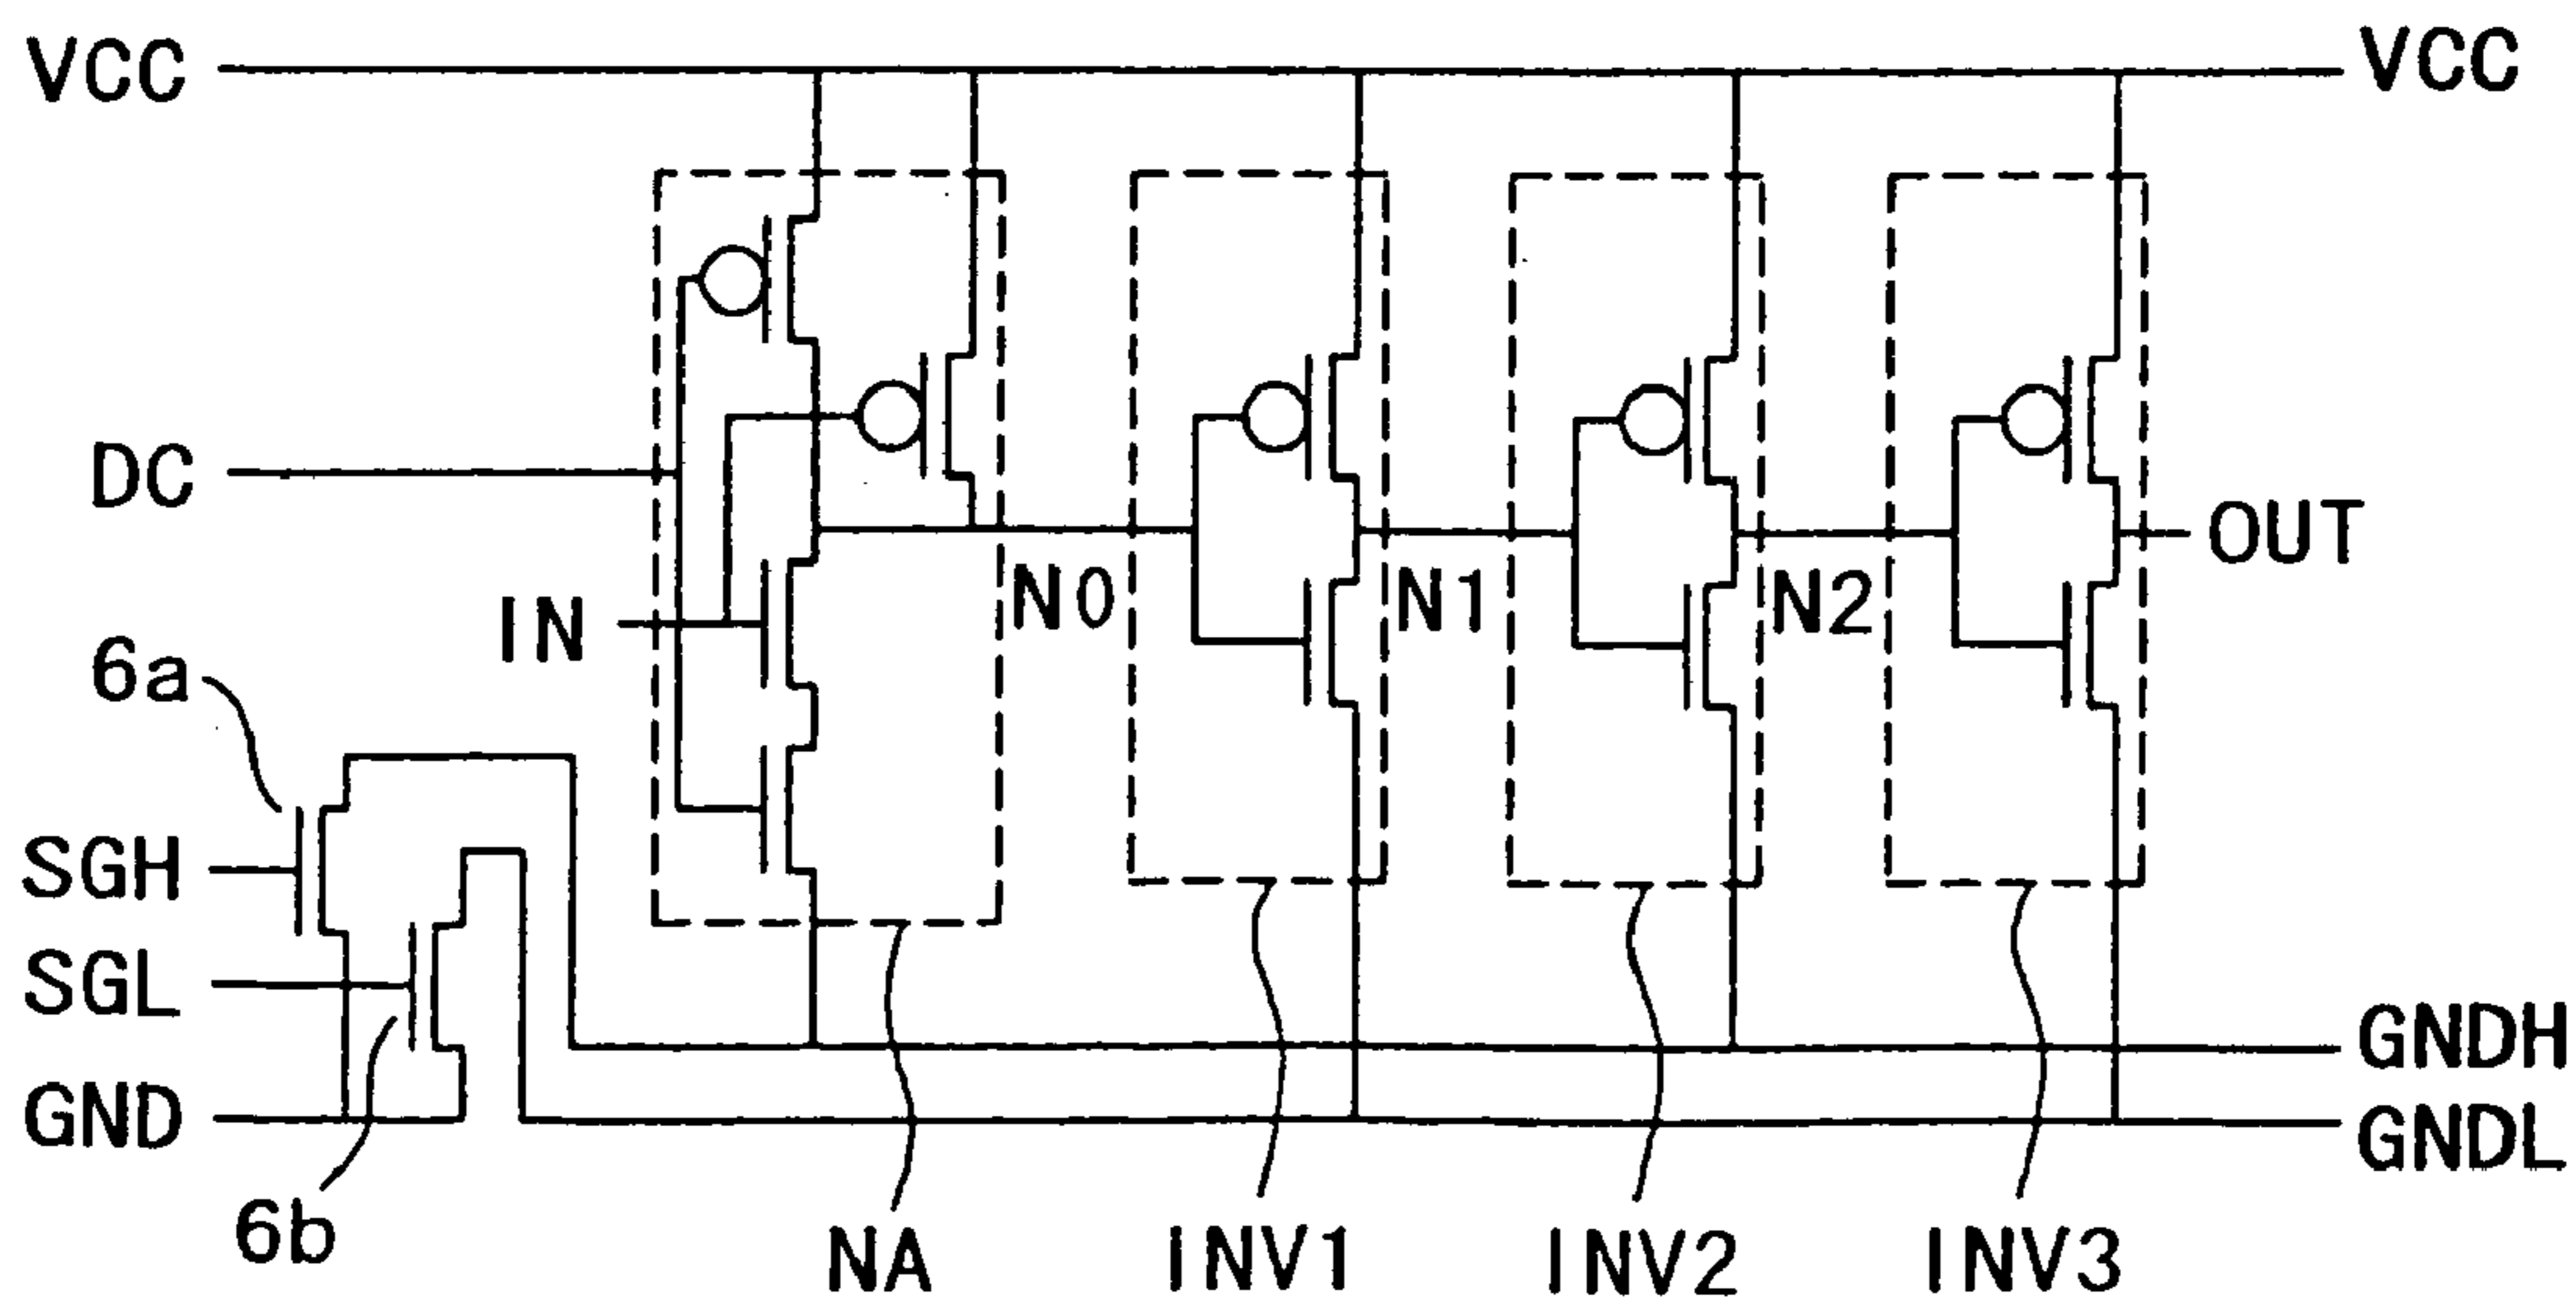 VCC
VCC
DC
OUT
IN
N0
N1
N2
6a
SGH
SGL
GND
GNDH
GNDL
6b
NA
INV1
INV2
INV3